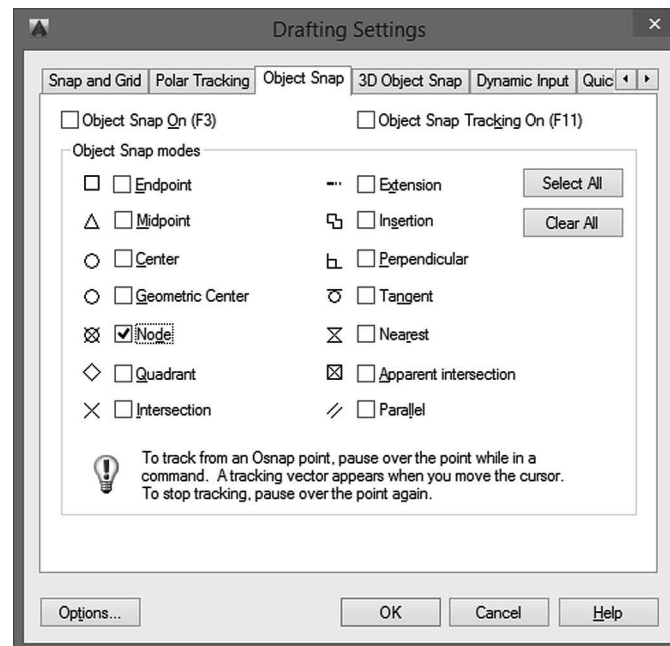 Drafting Settings
Snap and Grid Polar Tracking Object Snap 3D Object Snap Dynamic Input Quic
Object Snap On (F3) Object Snap Tracking On (F11)
Object Snap modes
Endpoint Extension Select All
Midpoint Insertion Clear All
Center Perpendicular
Geometric Center Tangent
Node Nearest
Quadrant Apparent intersection
Intersection Parallel
To track from an Osnap point, pause over the point while in a
command. A tracking vector appears when you move the cursor.
To stop tracking, pause over the point again.
Options... OK Cancel Help